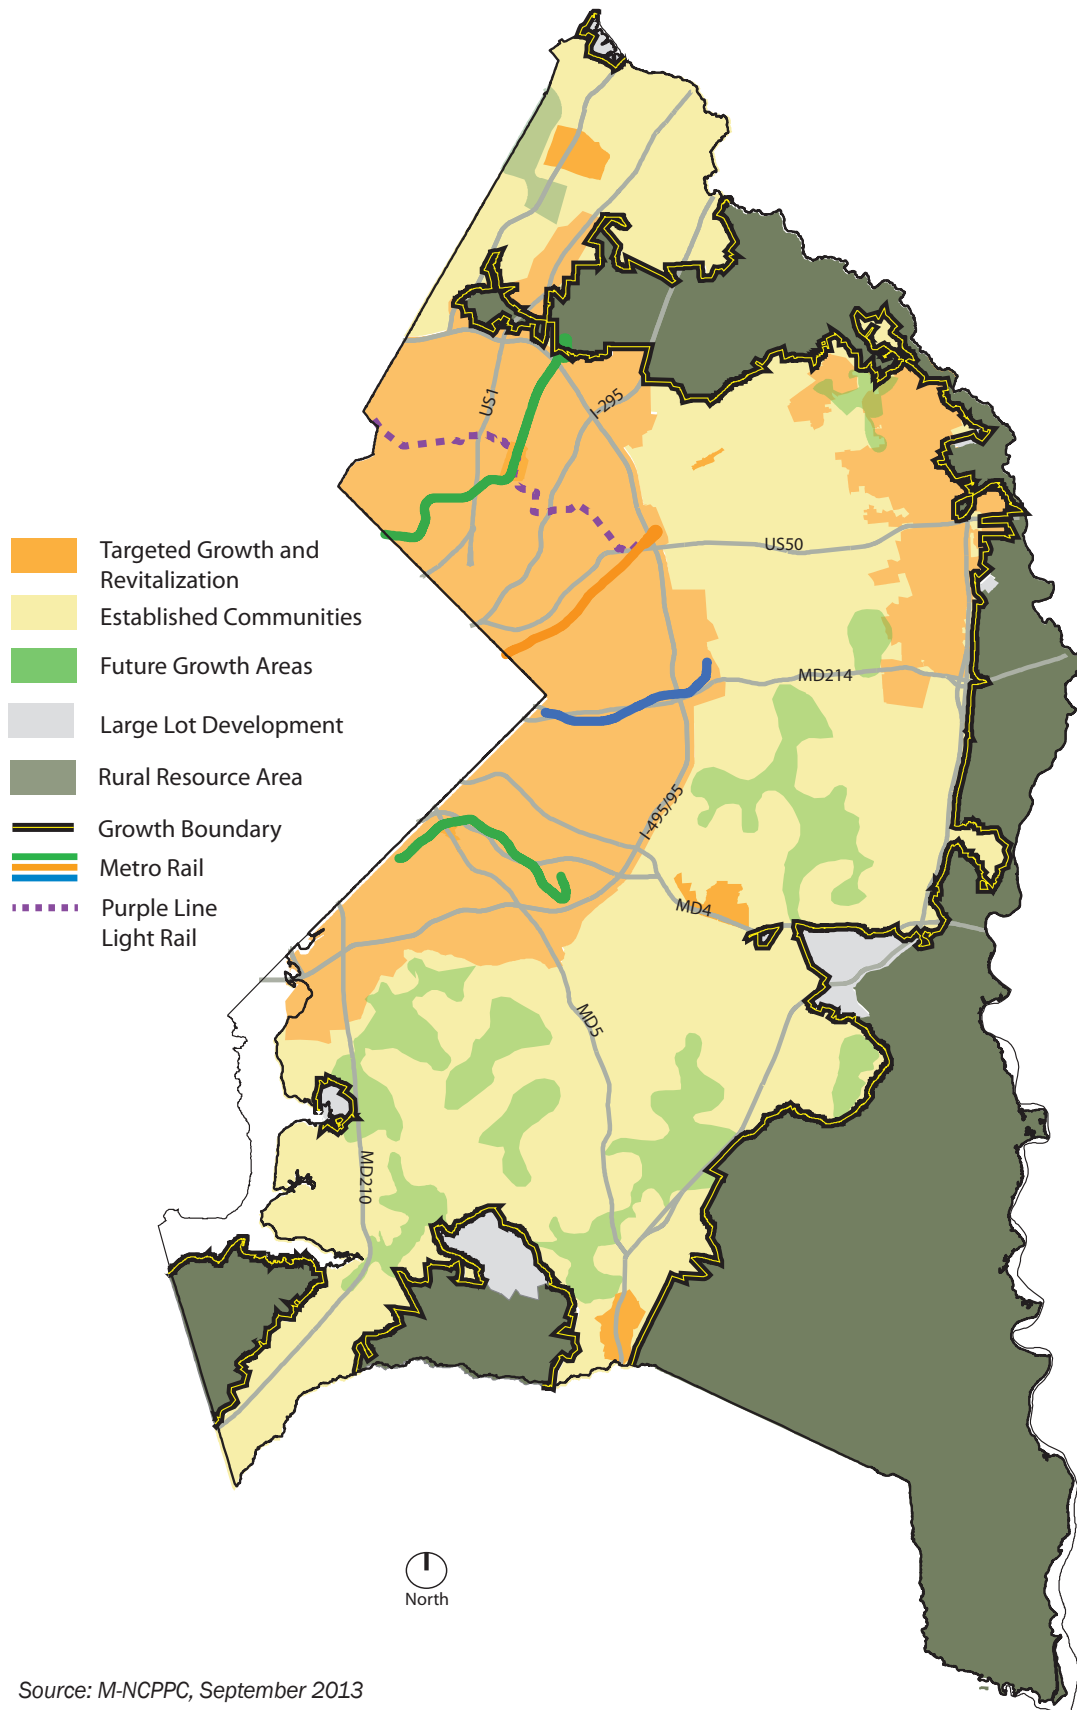 US1
I-295
US50
Targeted Growth and
Revitalization
Established Communities
Future Growth Areas
MD214
Large Lot Development
Rural Resource Area
I-495/95
Growth Boundary
Metro Rail
Purple Line
Light Rail
MD4
MD5
MD210
North
Source: M-NCPPC, September 2013